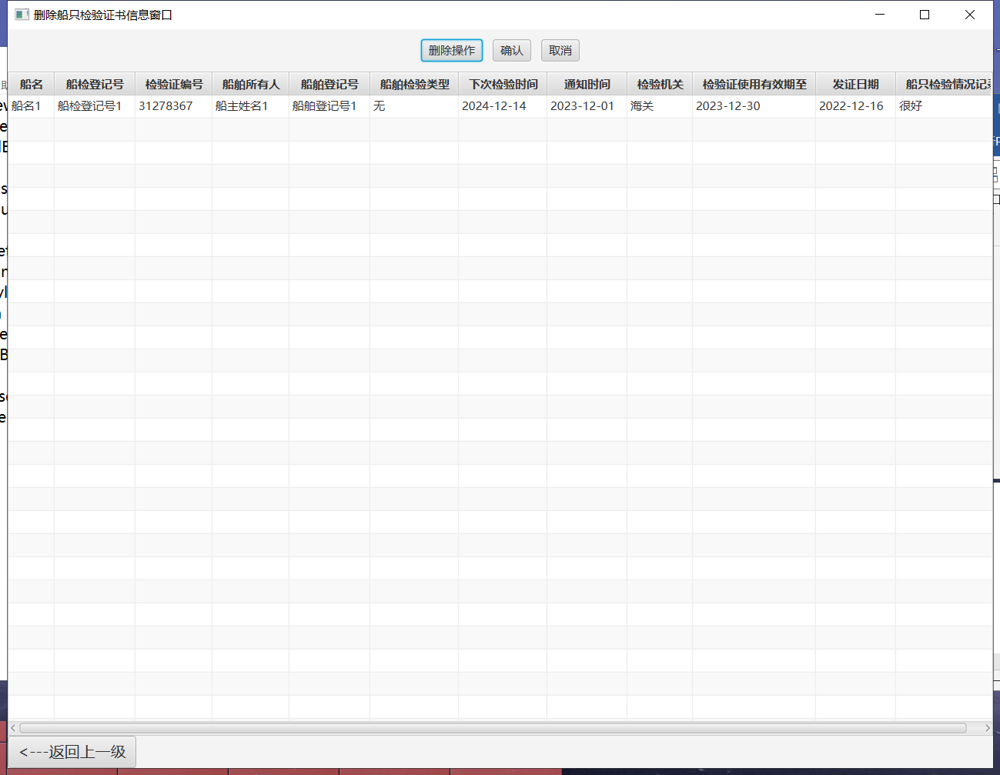 删除船只检验证书信息窗口
删除操作 确认 取消
船名 船检登记号 检验证编号 船舶所有人 船舶登记号 船舶检验类型 下次检验时间 通知时间 检验机关 检验证使用有效期至 发证日期 船只检验情况记
船名1 船检登记号1 31278367 船主姓名1 船舶登记号1 无 2024-12-14 2023-12-01 海关 2023-12-30 2022-12-16 很好
<---返回上一级